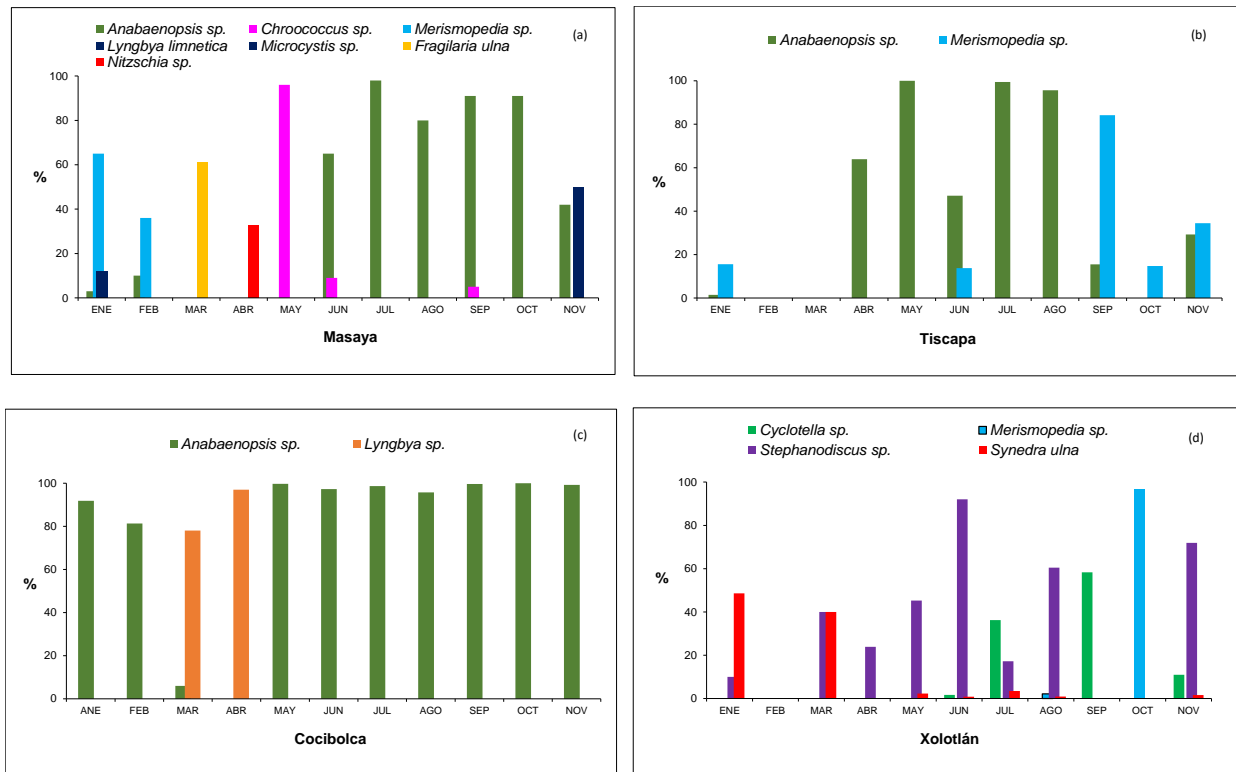 Anabaenopsis sp. Chroococcus sp. Merismopedia sp. (a)
Lyngbya limnetica Microcystis sp. Fragilaria ulna
Nitzschia sp.
100
80
60
%
40
20
0
ENE FEB MAR ABR MAY JUN JUL AGO SEP OCT NOV
Masaya
Anabaenopsis sp. Merismopedia sp. (b)
100
80
60
%
40
20
0
ENE FEB MAR ABR MAY JUN JUL AGO SEP OCT NOV
Tiscapa
Anabaenopsis sp. Lyngbya sp. (c)
100
80
60
%
40
20
0
ANE FEB MAR ABR MAY JUN JUL AGO SEP OCT NOV
Cocibolca
Cyclotella sp. Merismopedia sp. (d)
Stephanodiscus sp. Synedra ulna
100
80
60
%
40
20
0
ENE FEB MAR ABR MAY JUN JUL AGO SEP OCT NOV
Xolotlán